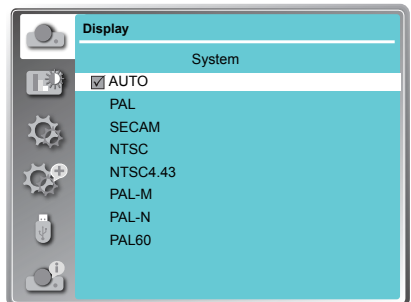 Display
System
AUTO
PAL
SECAM
NTSC
NTSC4.43
PAL-M
PAL-N
PAL60